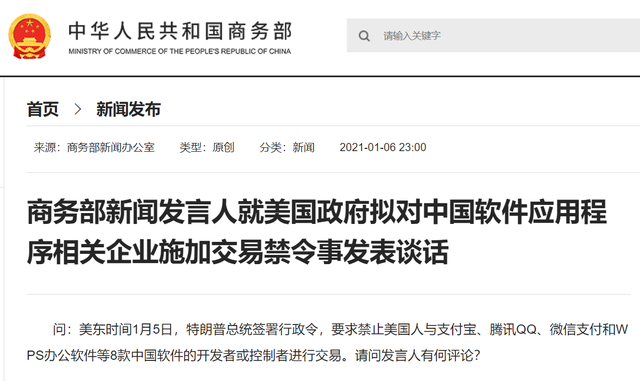 中华人民共和国商务部
MINISTRY OF COMMERCE OF THE PEOPLE'S REPUBLIC OF CHINA
请输入关键字
首页 > 新闻发布
来源：商务部新闻办公室 类型：原创 分类：新闻 2021-01-06 23:00
商务部新闻发言人就美国政府拟对中国软件应用程
序相关企业施加交易禁令事发表谈话
问：美东时间1月5日，特朗普总统签署行政令，要求禁止美国人与支付宝、腾讯QQ、微信支付和W
PS办公软件等8款中国软件的开发者或控制者进行交易。请问发言人有何评论？